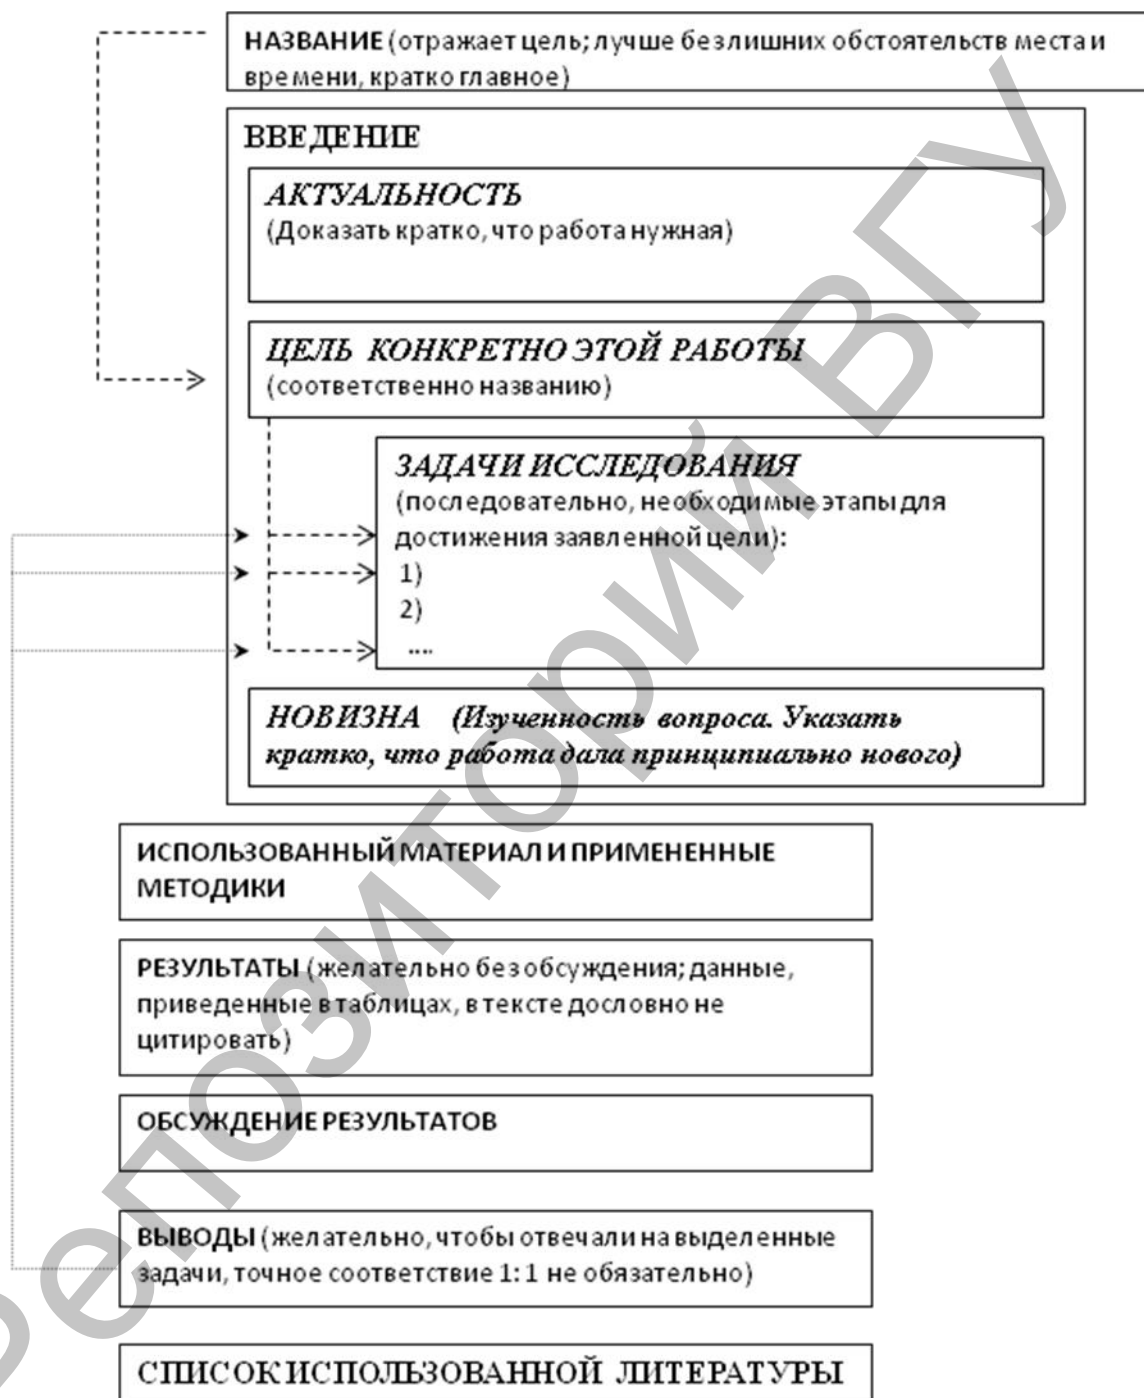 НАЗВАНИЕ (отражает цель; лучше без лишних обстоятельств места и
времени, кратко главное)
ВВЕДЕНИЕ
АКТУАЛЬНОСТЬ
(Доказать кратко, что работа нужная)
ЦЕЛЬ КОНКРЕТНО ЭТОЙ РАБОТЫ
(соответственно названию)
ЗАДАЧИ ИССЛЕДОВАНИЯ
(последовательно, необходимые этапы для
достижения заявленной цели):
1)
2)
....
НОВИЗНА (Изученность вопроса. Указать
кратко, что работа дала принципиально нового)
ИСПОЛЬЗОВАННЫЙ МАТЕРИАЛ И ПРИМЕНЕННЫЕ
МЕТОДИКИ
РЕЗУЛЬТАТЫ (желательно без обсуждения; данные,
приведенные в таблицах, в тексте дословно не
цитировать)
ОБСУЖДЕНИЕ РЕЗУЛЬТАТОВ
ВЫВОДЫ (желательно, чтобы отвечали на выделенные
задачи, точное соответствие 1:1 не обязательно)
СПИСОК ИСПОЛЬЗОВАННОЙ ЛИТЕРАТУРЫ
Репозиторий ВГУ